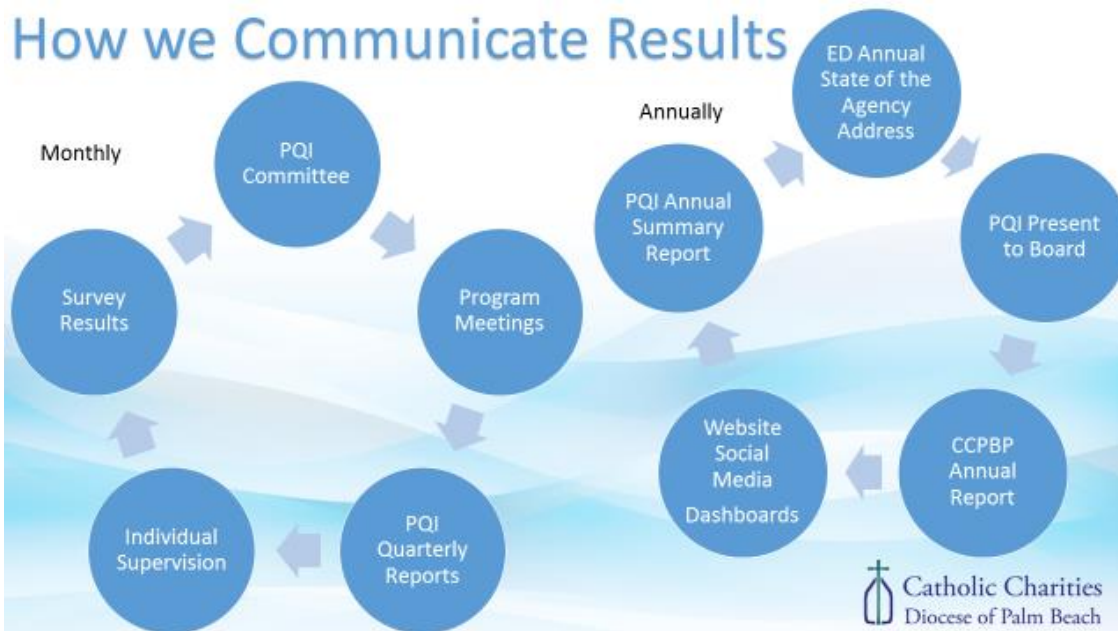 How we Communicate Results
Monthly
PQI
Committee
Program
Meetings
PQI
Quarterly
Reports
Individual
Supervision
Survey
Results
Annually
ED Annual
State of the
Agency
Address
PQI Present
to Board
CCPBP
Annual
Report
Website
Social
Media
Dashboards
PQI Annual
Summary
Report
Catholic Charities
Diocese of Palm Beach